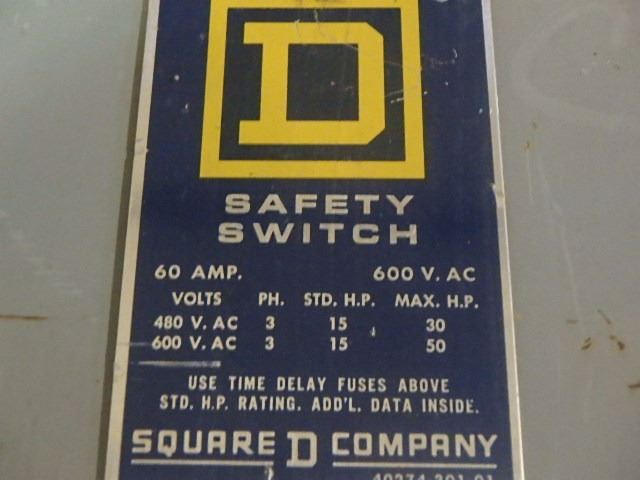 D
SAFETY
SWITCH
60 AMP. 600 V. AC
VOLTS PH. STD. H.P. MAX. H.P.
480 V. AC 3 15 30
600 V. AC 3 15 50
USE TIME DELAY FUSES ABOVE
STD. H.P. RATING. ADD'L. DATA INSIDE.
SQUARE D COMPANY